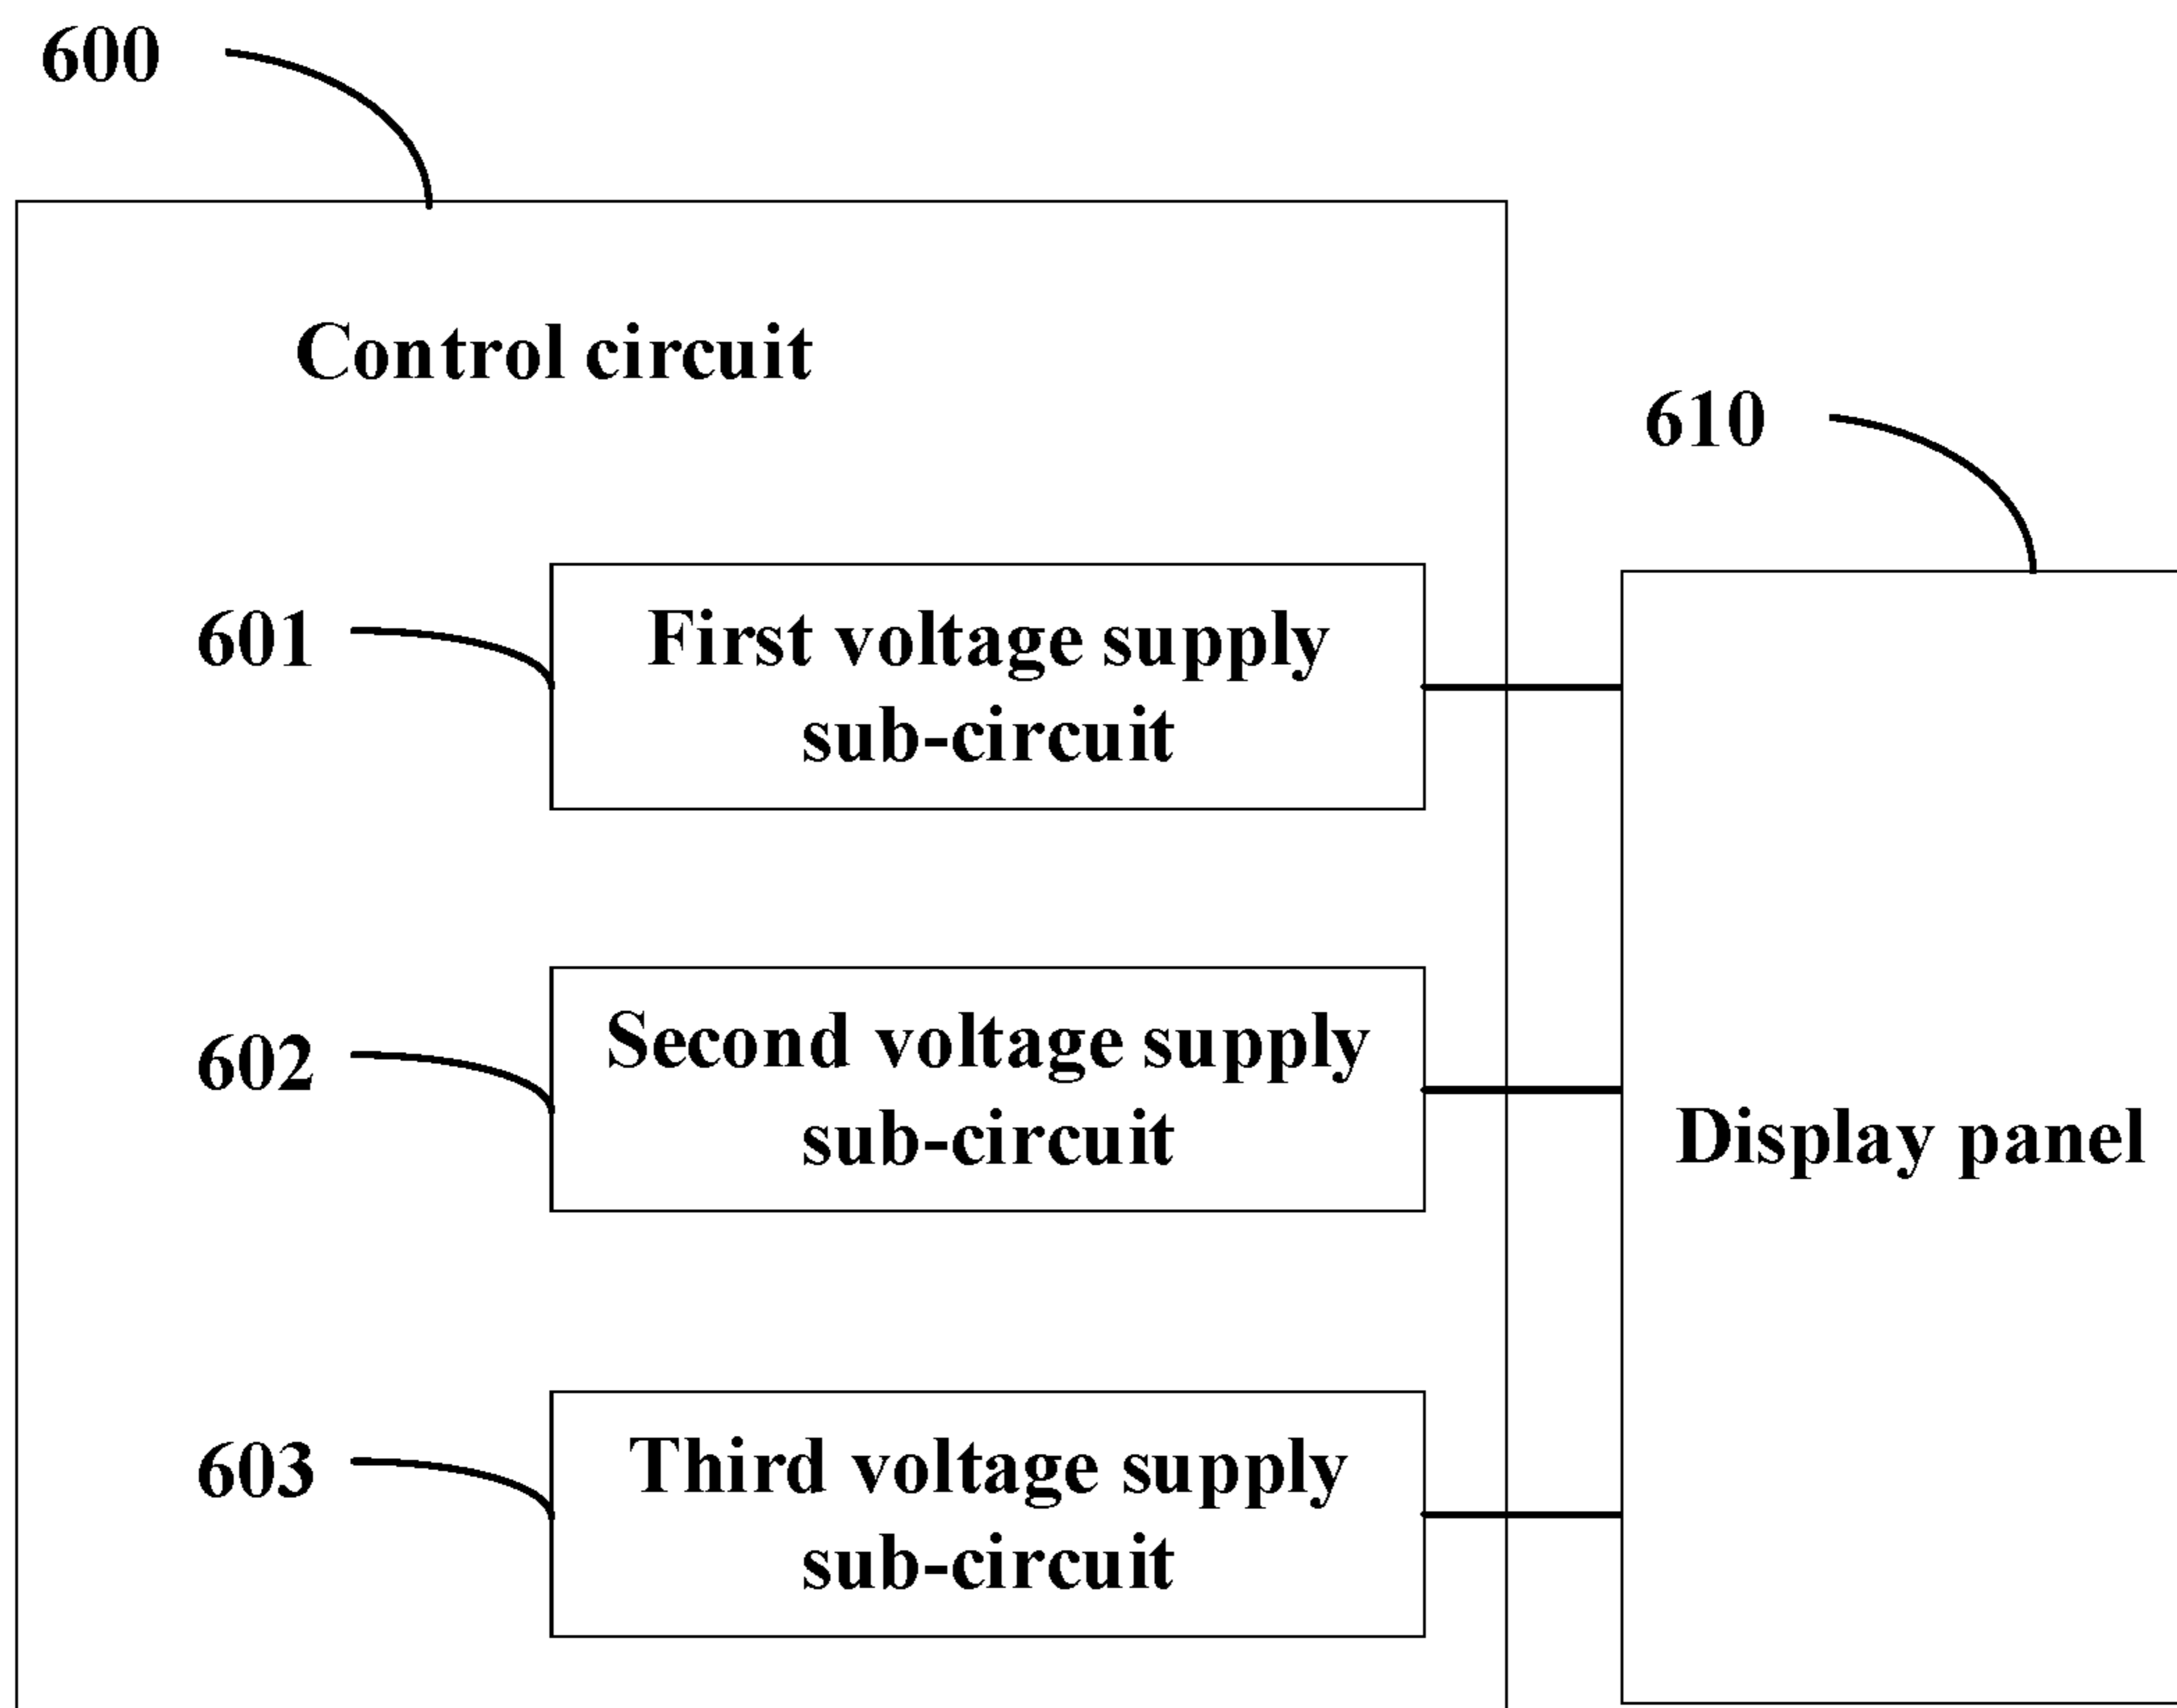 600
Control circuit
610
601
First voltage supply
sub-circuit
602
Second voltage supply
sub-circuit
Display panel
603
Third voltage supply
sub-circuit